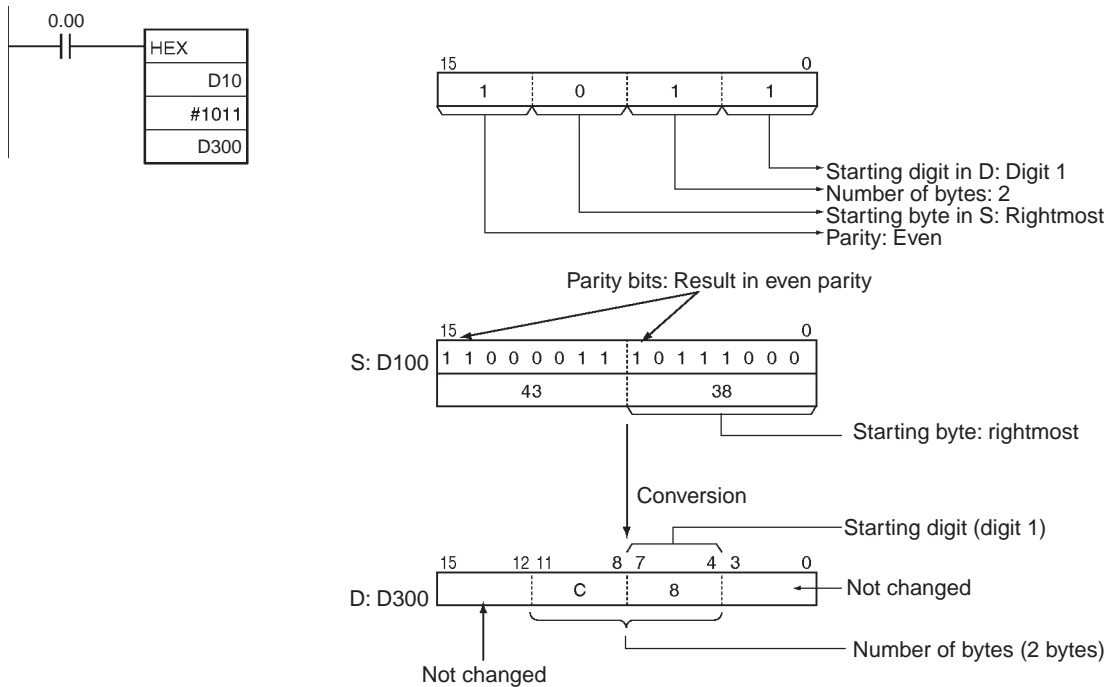 0.00
HEX
D10
#1011
D300
15 0
1 0 1 1
Starting digit in D: Digit 1
Number of bytes: 2
Starting byte in S: Rightmost
Parity: Even
Parity bits: Result in even parity
15 0
S: D100 1 1 0 0 0 0 1 1 1 0 1 1 1 0 0 0
43 38
Starting byte: rightmost
Conversion
Starting digit (digit 1)
15 12 11 8 7 4 3 0
D: D300 C 8 Not changed
Number of bytes (2 bytes)
Not changed